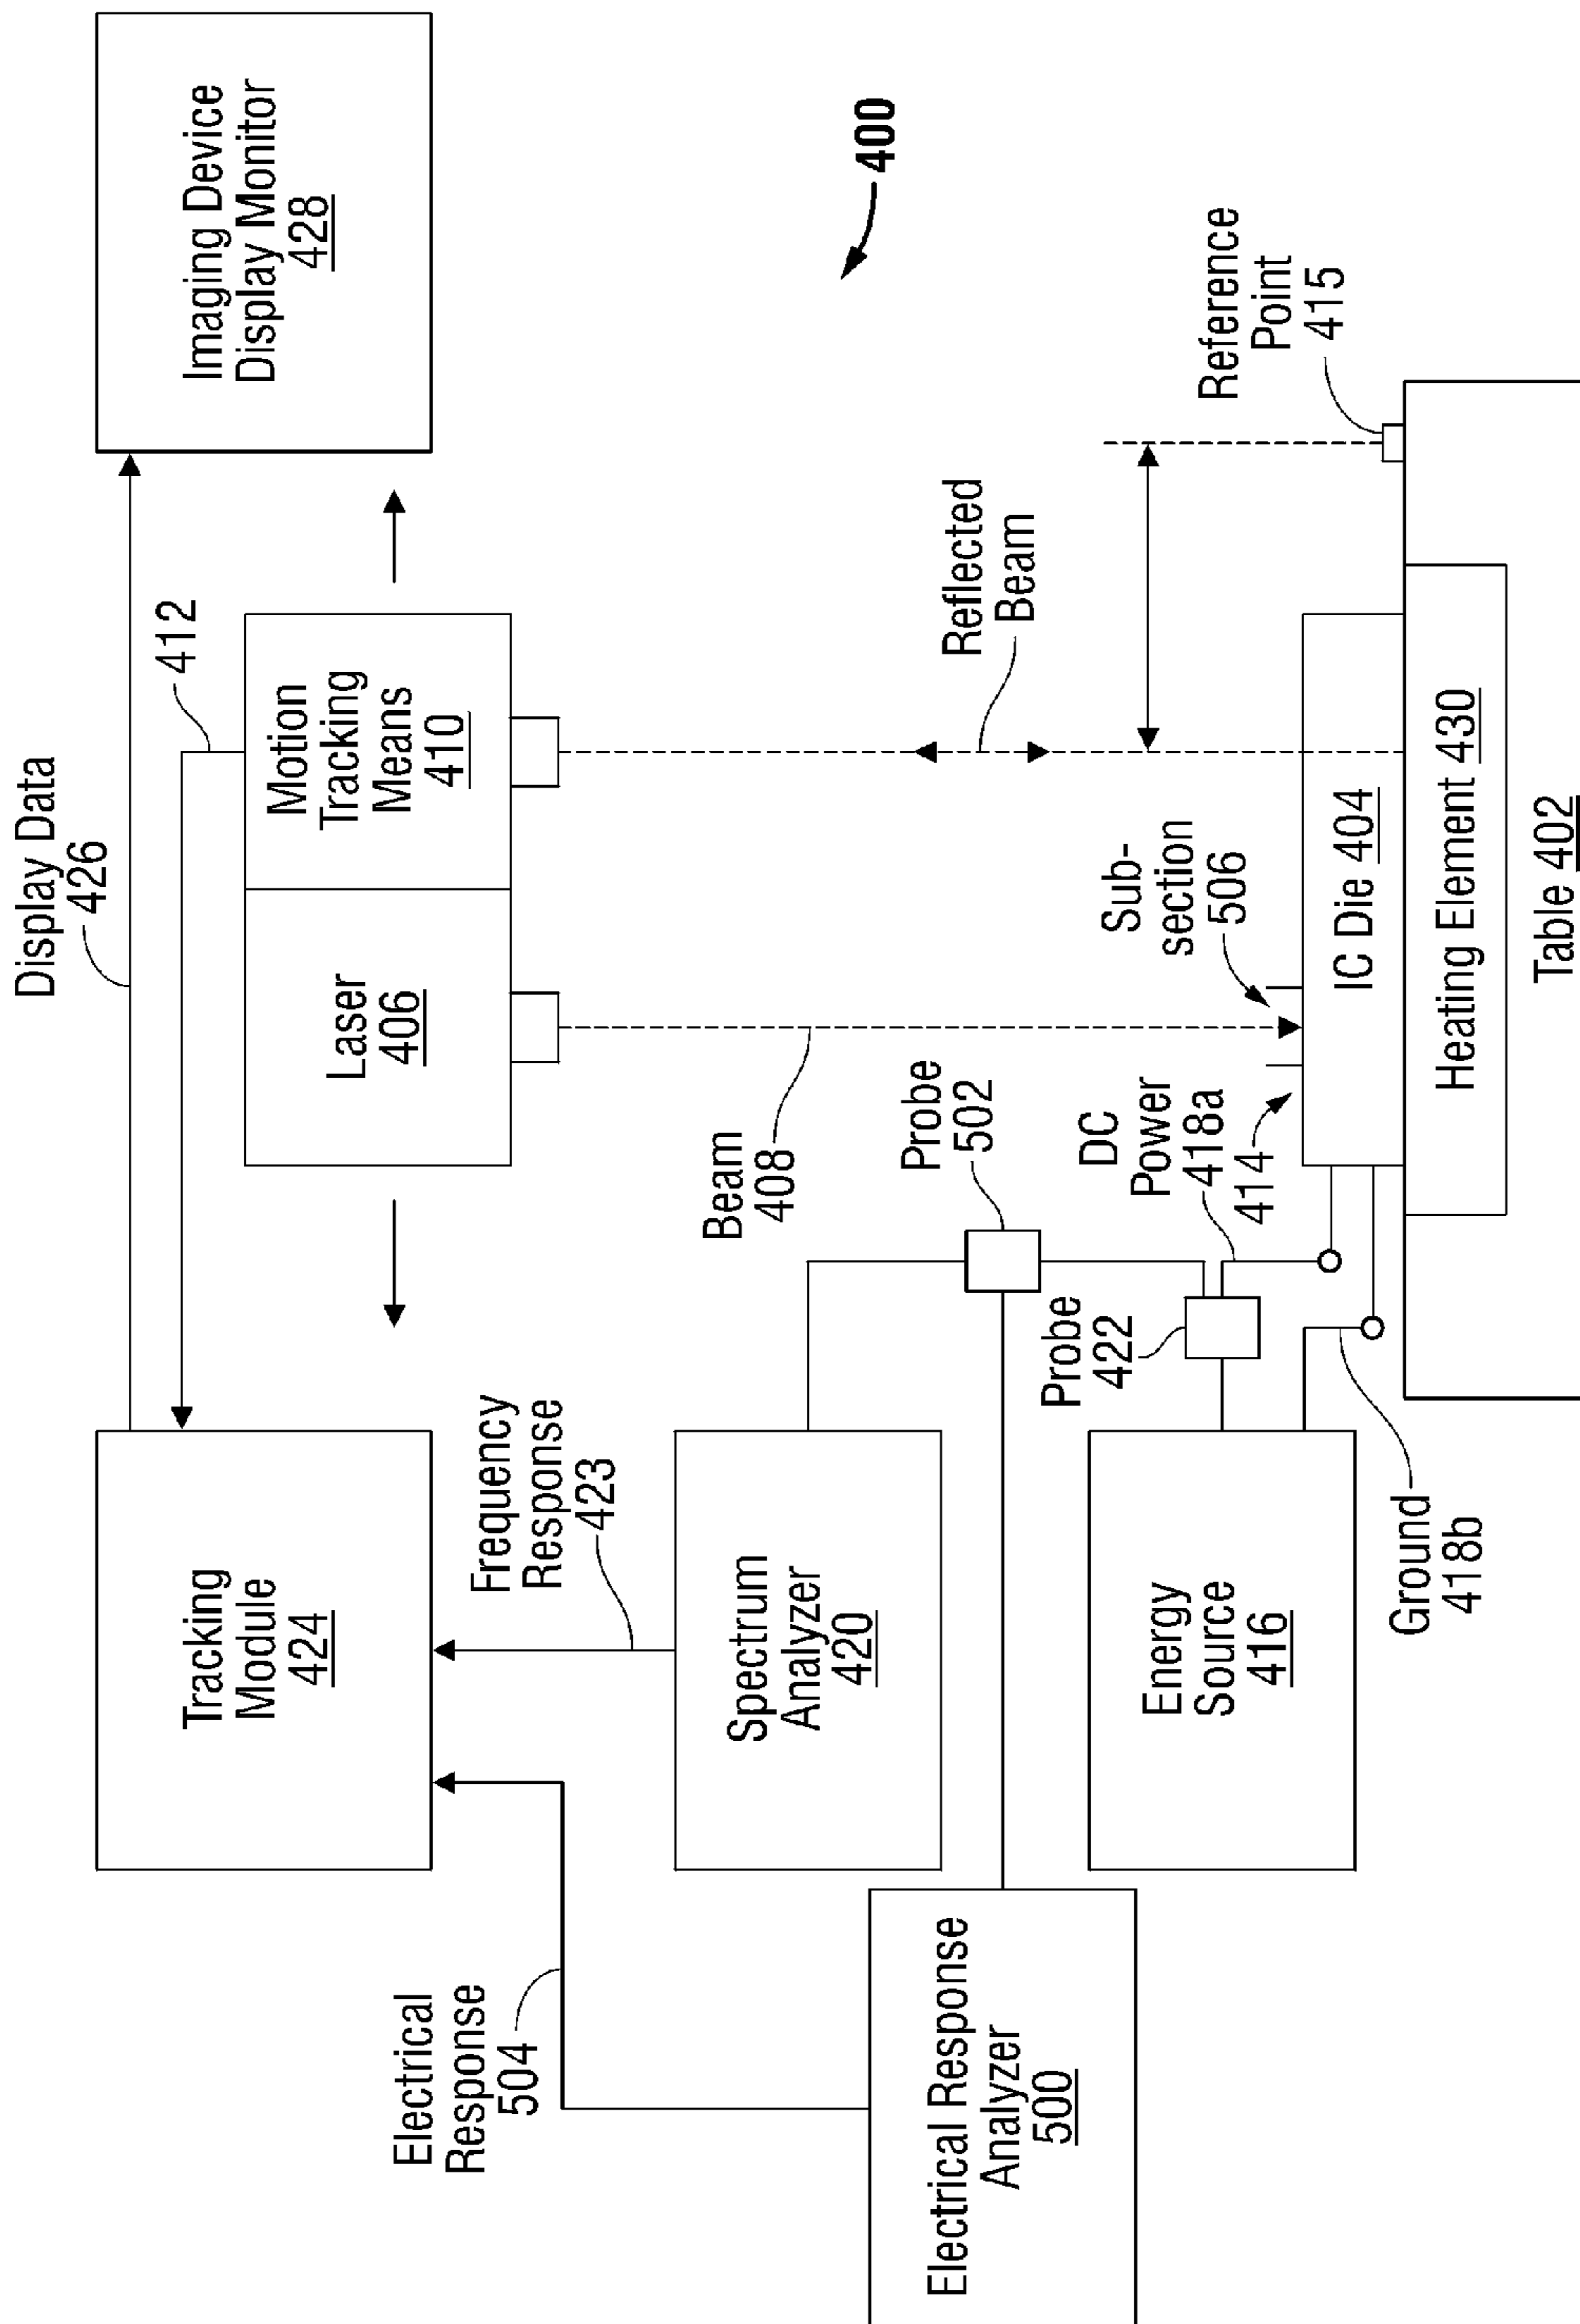 Display Data
426
412
Tracking
Module
424
Imaging Device
Display Monitor
428
Laser
406
Motion
Tracking
Means
410
Electrical
Response
504
Frequency
Response
423
400
Spectrum
Analyzer
420
Beam
408
Reflected
Beam
Electrical Response
Analyzer
500
Probe
502
Probe
422
DC
Power
418a
414
Sub-
section
506
Reference
Point
415
Energy
Source
416
Ground
418b
IC Die 404
Heating Element 430
Table 402